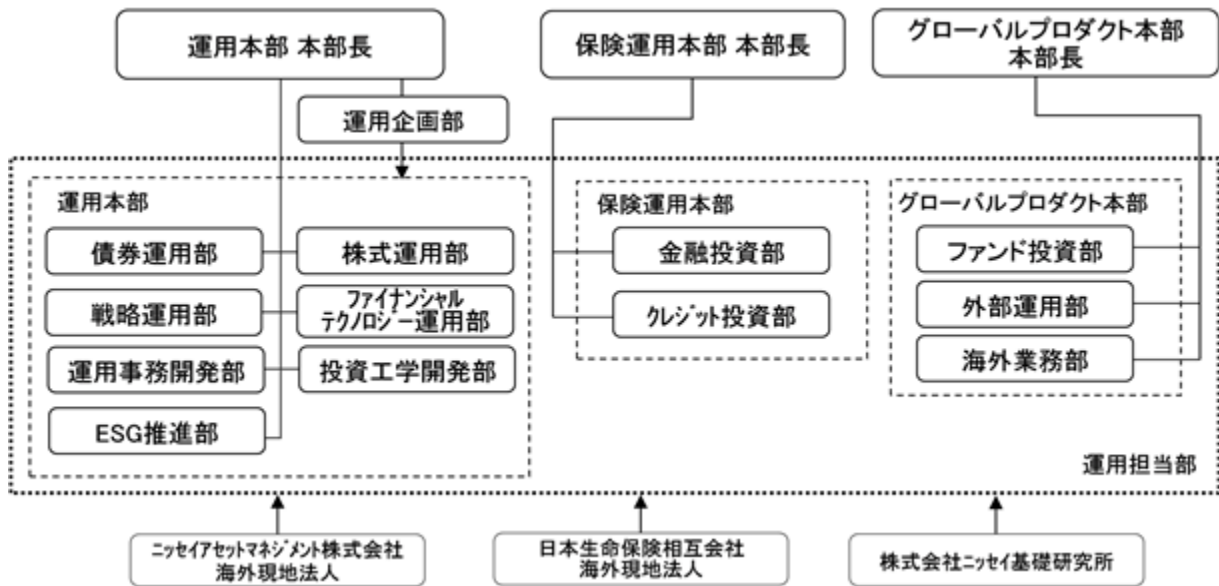 運用本部 本部長
保険運用本部 本部長
グローバルプロダクト本部
本部長
運用企画部
運用本部
債券運用部
株式運用部
戦略運用部
ファイナンシャル
テクノロジー運用部
運用事務開発部
投資工学開発部
ESG推進部
保険運用本部
金融投資部
クレジット投資部
グローバルプロダクト本部
ファンド投資部
外部運用部
海外業務部
運用担当部
ニッセイアセットマネジメント株式会社
海外現地法人
日本生命保険相互会社
海外現地法人
株式会社ニッセイ基礎研究所